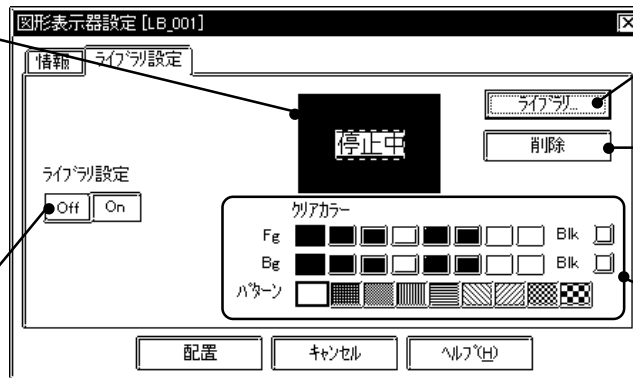 図形表示器設定 [LB_001]
情報 ライブラリ設定
ライブラリ...
停止中
削除
ライブラリ設定
Off On
クリアカラー
Fg Blk
Bg Blk
パターン
配置 キャンセル ヘルプ(H)